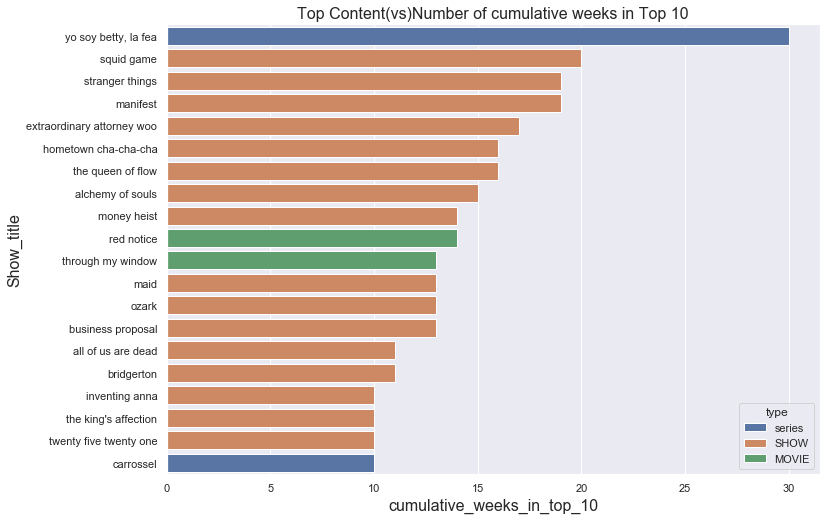 Top Content(vs)Number of cumulative weeks in Top 10
Show_title
yo soy betty, la fea
squid game
stranger things
manifest
extraordinary attorney woo
hometown cha-cha-cha
the queen of flow
alchemy of souls
money heist
red notice
through my window
maid
ozark
business proposal
all of us are dead
bridgerton
inventing anna
the king's affection
twenty five twenty one
carrossel
type
series
SHOW
MOVIE
0 5 10 15 20 25 30
cumulative_weeks_in_top_10